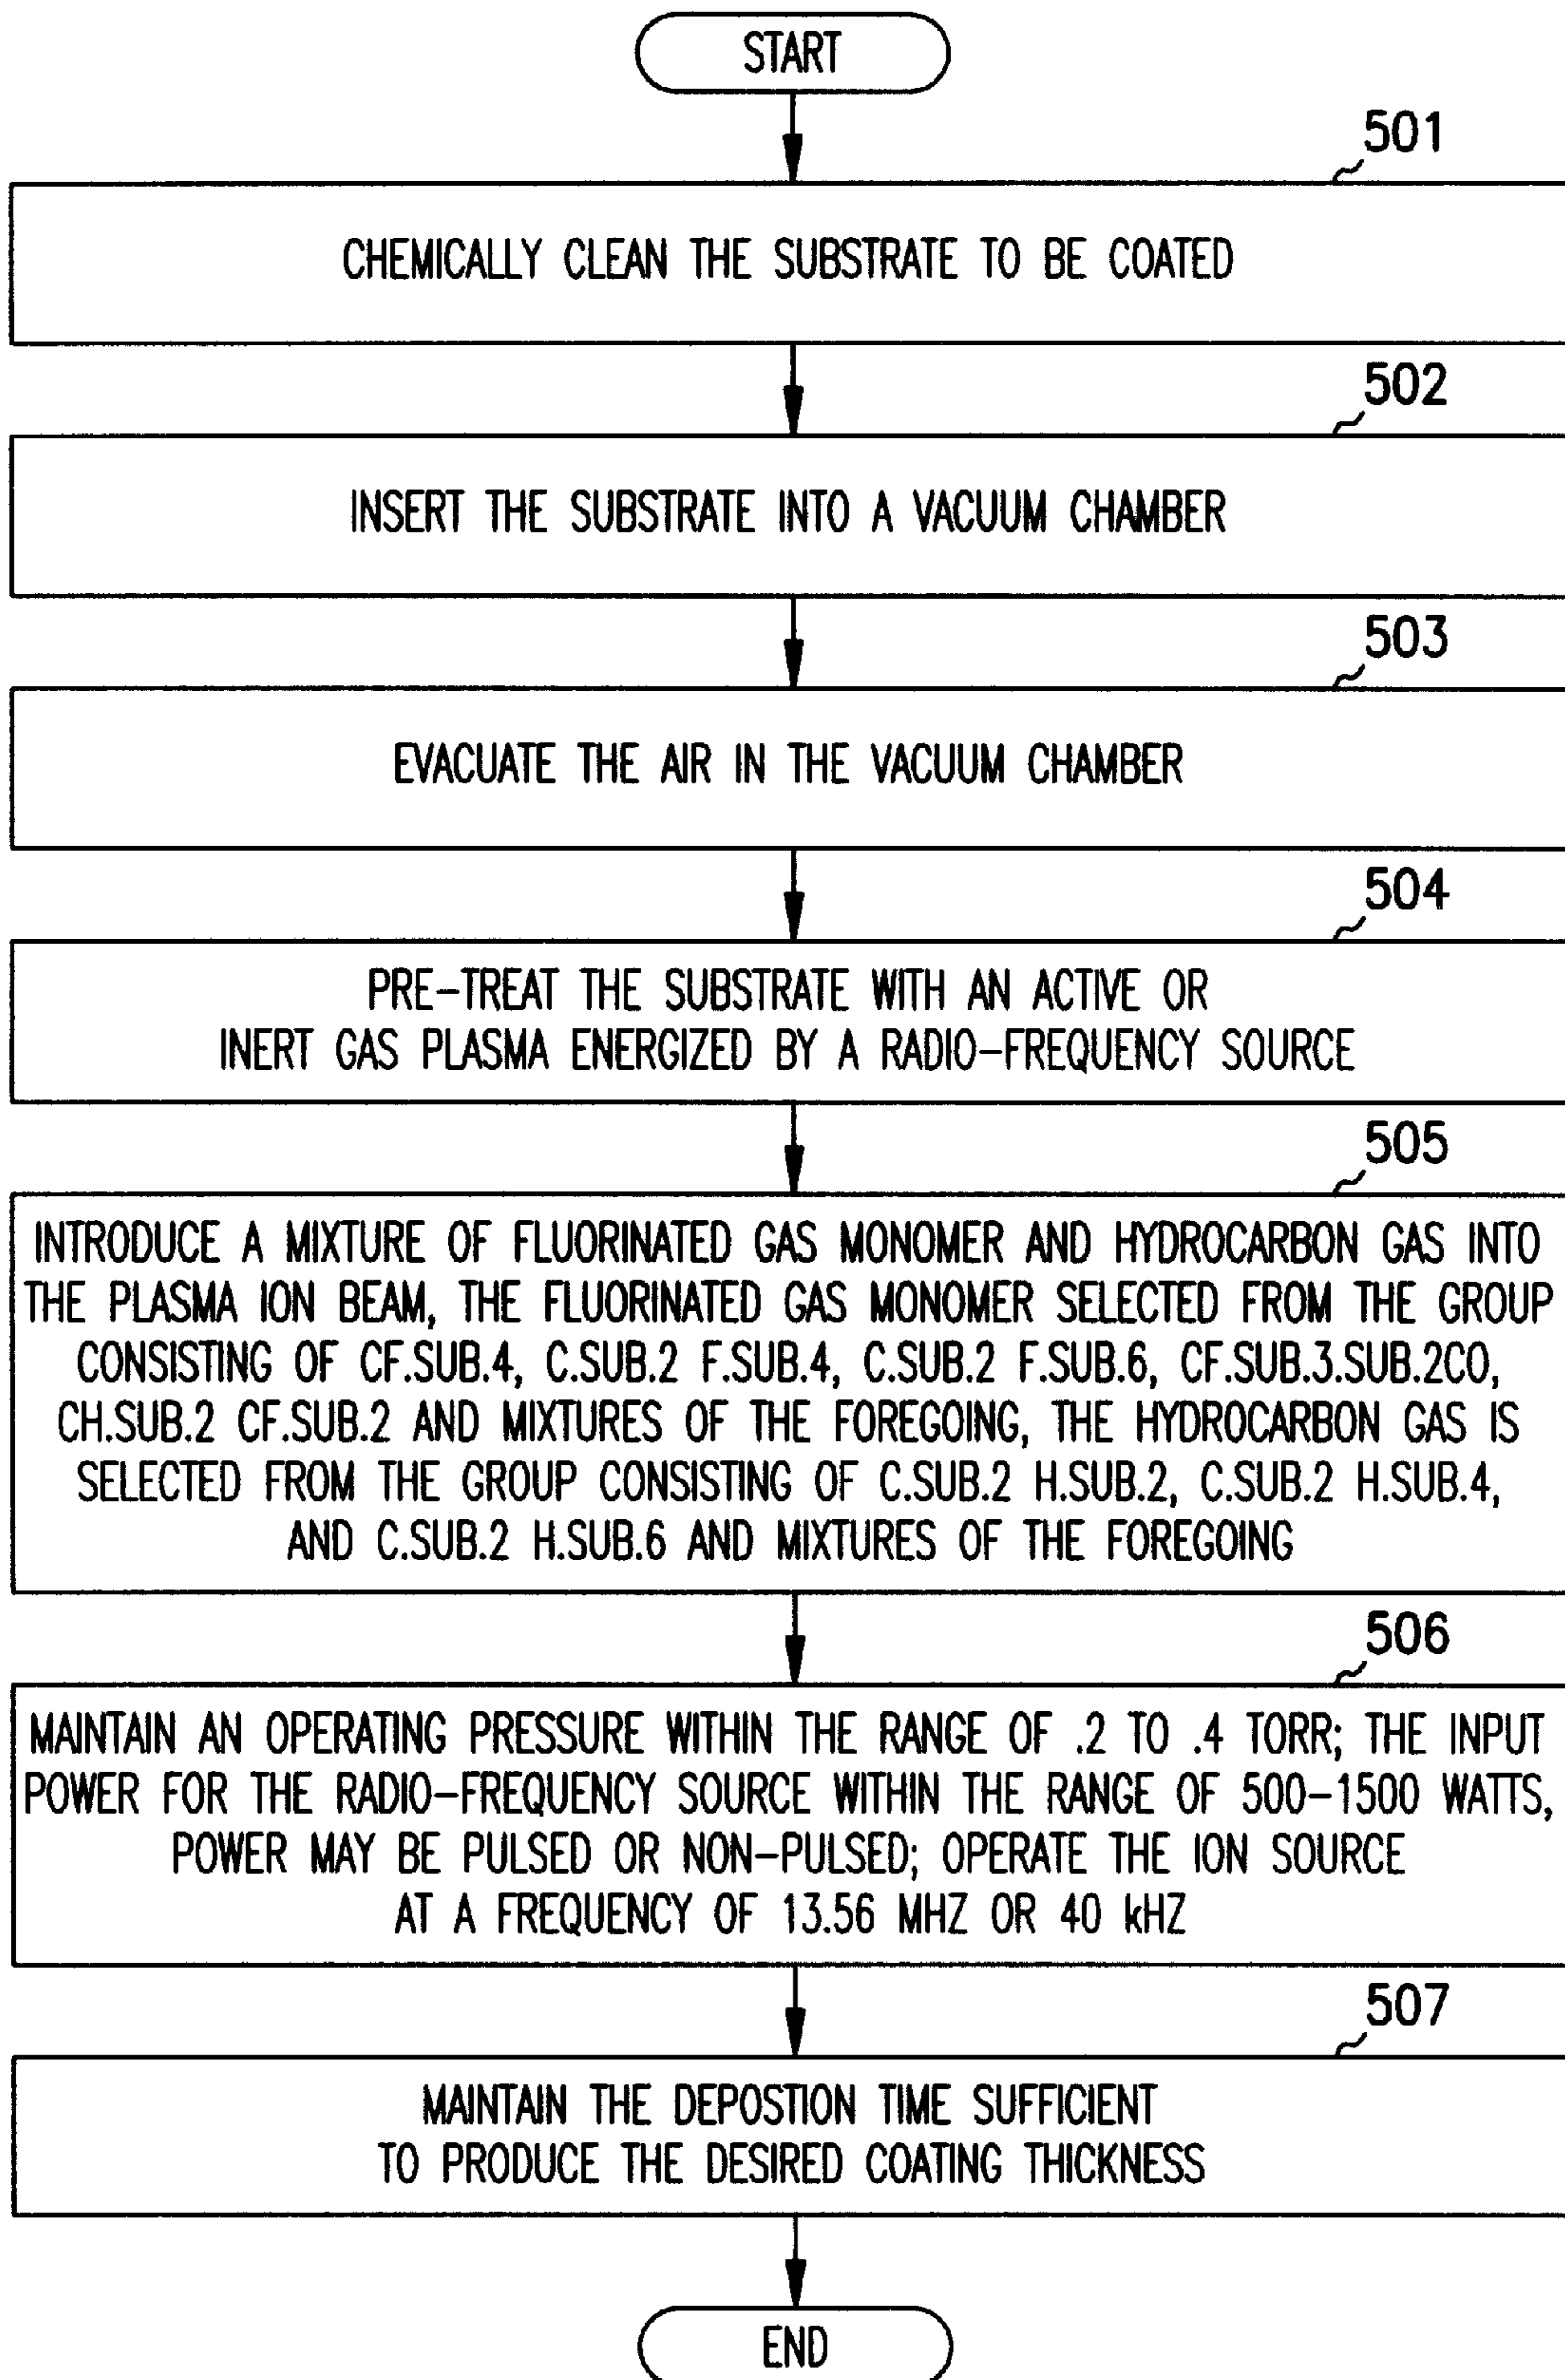 START
501
CHEMICALLY CLEAN THE SUBSTRATE TO BE COATED
502
INSERT THE SUBSTRATE INTO A VACUUM CHAMBER
503
EVACUATE THE AIR IN THE VACUUM CHAMBER
504
PRE-TREAT THE SUBSTRATE WITH AN ACTIVE OR
INERT GAS PLASMA ENERGIZED BY A RADIO-FREQUENCY SOURCE
505
INTRODUCE A MIXTURE OF FLUORINATED GAS MONOMER AND HYDROCARBON GAS INTO
THE PLASMA ION BEAM, THE FLUORINATED GAS MONOMER SELECTED FROM THE GROUP
CONSISTING OF CF.SUB.4, C.SUB.2 F.SUB.4, C.SUB.2 F.SUB.6, CF.SUB.3.SUB.2CO,
CH.SUB.2 CF.SUB.2 AND MIXTURES OF THE FOREGOING, THE HYDROCARBON GAS IS
SELECTED FROM THE GROUP CONSISTING OF C.SUB.2 H.SUB.2, C.SUB.2 H.SUB.4,
AND C.SUB.2 H.SUB.6 AND MIXTURES OF THE FOREGOING
506
MAINTAIN AN OPERATING PRESSURE WITHIN THE RANGE OF .2 TO .4 TORR; THE INPUT
POWER FOR THE RADIO-FREQUENCY SOURCE WITHIN THE RANGE OF 500-1500 WATTS,
POWER MAY BE PULSED OR NON-PULSED; OPERATE THE ION SOURCE
AT A FREQUENCY OF 13.56 MHZ OR 40 kHZ
507
MAINTAIN THE DEPOSTION TIME SUFFICIENT
TO PRODUCE THE DESIRED COATING THICKNESS
END